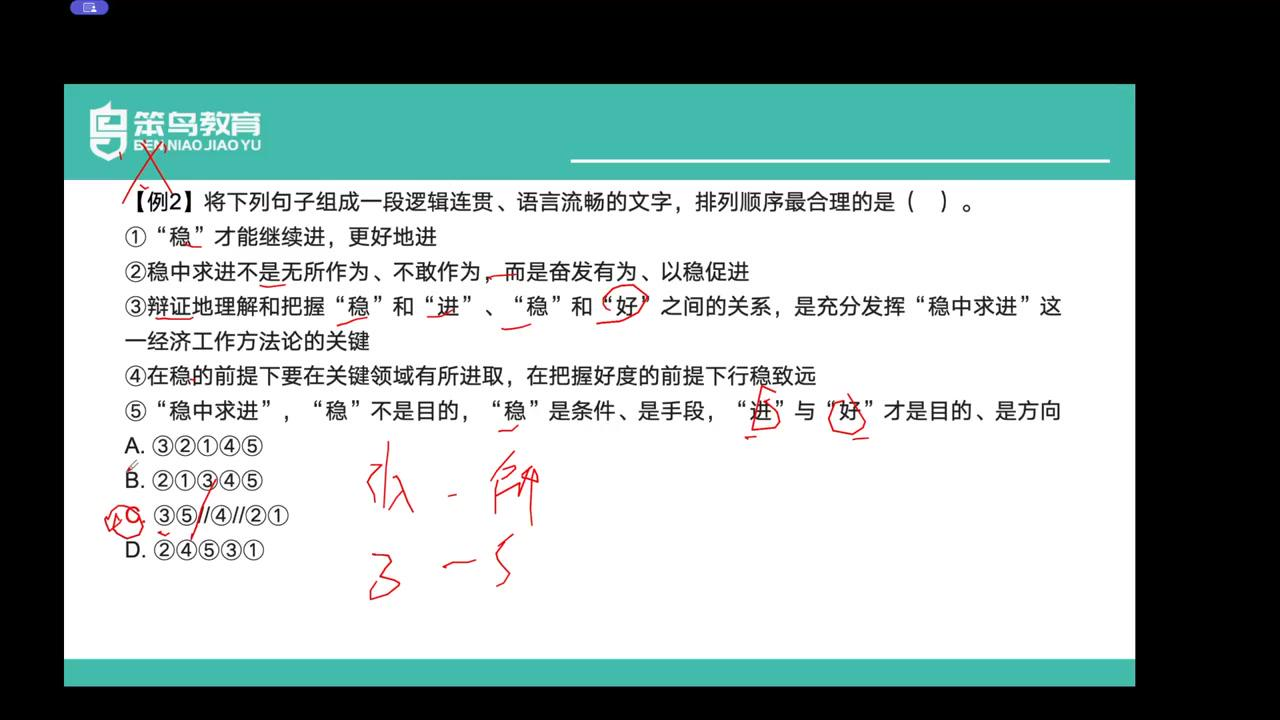 笨鸟教育
BEN NIAO JIAO YU
【例2】将下列句子组成一段逻辑连贯、语言流畅的文字，排列顺序最合理的是（ ）。
①“稳”才能继续进，更好地进
②稳中求进不是无所作为、不敢作为，而是奋发有为、以稳促进
③辩证地理解和把握“稳”和“进”、“稳”和“好”之间的关系，是充分发挥“稳中求进”这
一经济工作方法论的关键
④在稳的前提下要在关键领域有所进取，在把握好度的前提下行稳致远
⑤“稳中求进”，“稳”不是目的，“稳”是条件、是手段，“进”与“好”才是目的、是方向
A. ③②①④⑤
B. ②①③④⑤
C. ③⑤//④//②①
D. ②④⑤③①
3 — 5